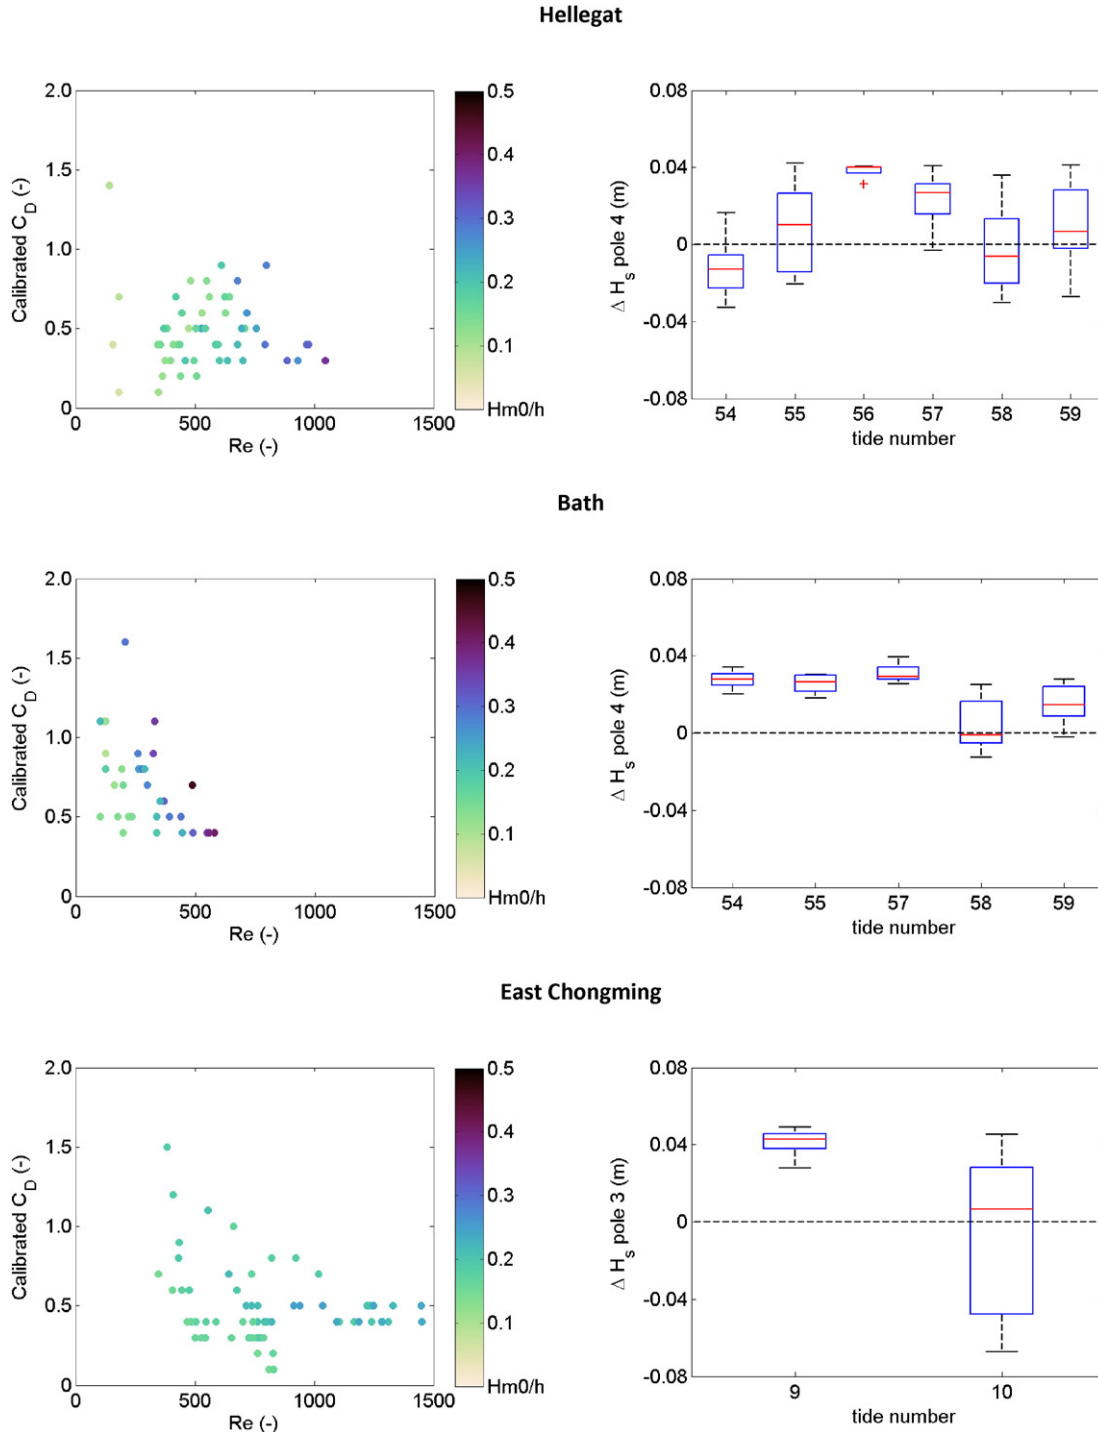 Hellegat
2.0
1.5
1.0
0.5
0
0 500 1000 1500
Calibrated C_D (-)
Re (-)
0.5
0.4
0.3
0.2
0.1
Hm0/h
0.08
0.04
0
-0.04
-0.08
54 55 56 57 58 59
Δ H_s pole 4 (m)
tide number
Bath
2.0
1.5
1.0
0.5
0
0 500 1000 1500
Calibrated C_D (-)
Re (-)
0.5
0.4
0.3
0.2
0.1
Hm0/h
0.08
0.04
0
-0.04
-0.08
54 55 57 58 59
Δ H_s pole 4 (m)
tide number
East Chongming
2.0
1.5
1.0
0.5
0
0 500 1000 1500
Calibrated C_D (-)
Re (-)
0.5
0.4
0.3
0.2
0.1
Hm0/h
0.08
0.04
0
-0.04
-0.08
9 10
Δ H_s pole 3 (m)
tide number